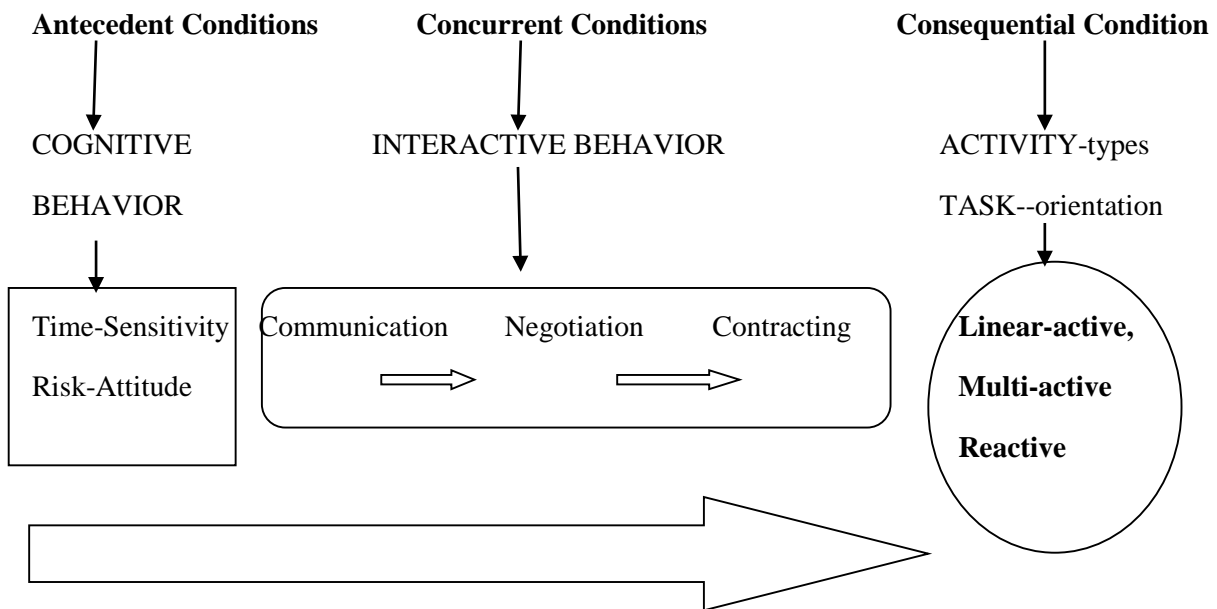 Antecedent Conditions
Concurrent Conditions
Consequential Condition
COGNITIVE
BEHAVIOR
INTERACTIVE BEHAVIOR
ACTIVITY-types
TASK--orientation
Time-Sensitivity
Risk-Attitude
Communication
Negotiation
Contracting
Linear-active,
Multi-active
Reactive